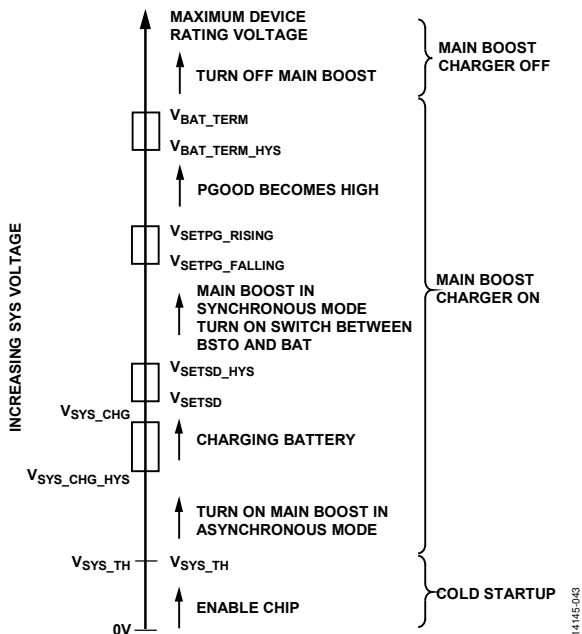 MAXIMUM DEVICE
RATING VOLTAGE
TURN OFF MAIN BOOST
MAIN BOOST
CHARGER OFF
VBAT_TERM
VBAT_TERM_HYS
PGOOD BECOMES HIGH
VSETPG_RISING
VSETPG_FALLING
INCREASING SYS VOLTAGE
MAIN BOOST IN
SYNCHRONOUS MODE
TURN ON SWITCH BETWEEN
BSTO AND BAT
MAIN BOOST
CHARGER ON
VSETSD_HYS
VSETSD
VSYS_CHG
CHARGING BATTERY
VSYS_CHG_HYS
TURN ON MAIN BOOST IN
ASYNCHRONOUS MODE
VSYS_TH
VSYS_TH
ENABLE CHIP
COLD STARTUP
0V
14145-043